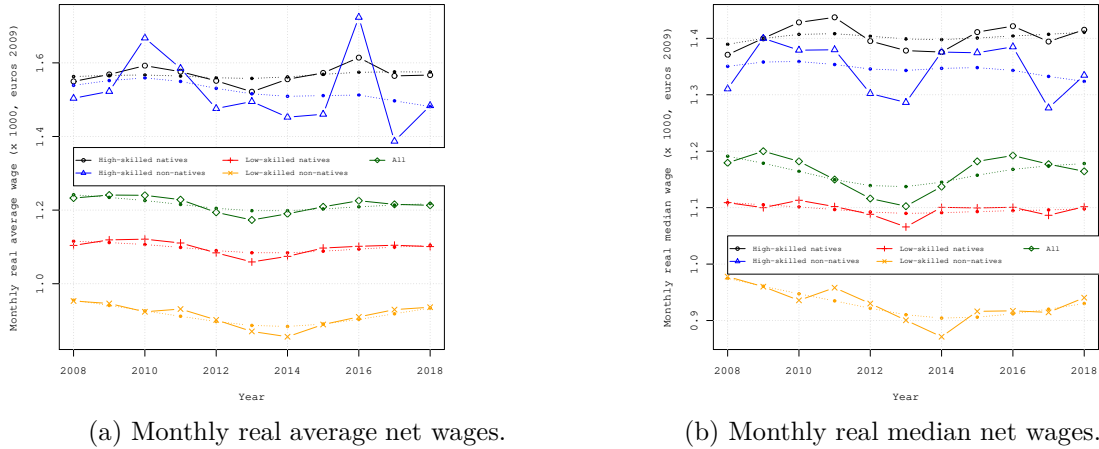 Monthly real average wage (x 1000, euros 2009)
1.6
1.4
1.2
1.0
High-skilled natives
Low-skilled natives
All
High-skilled non-natives
Low-skilled non-natives
2008 2010 2012 2014 2016 2018
Year
(a) Monthly real average net wages.
Monthly real median wage (x 1000, euros 2009)
1.4
1.3
1.2
1.1
1.0
0.9
High-skilled natives
Low-skilled natives
All
High-skilled non-natives
Low-skilled non-natives
2008 2010 2012 2014 2016 2018
Year
(b) Monthly real median net wages.